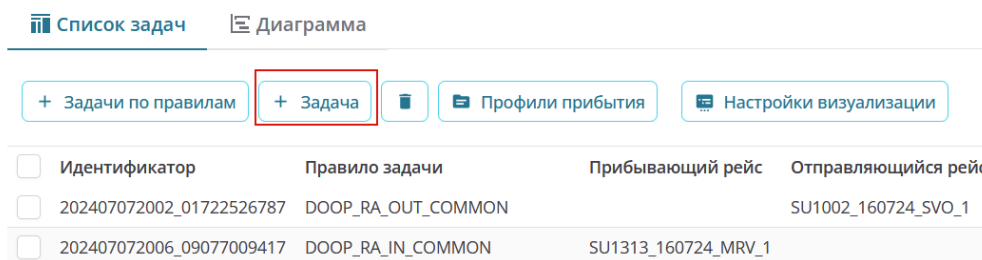 Список задач Диаграмма
+ Задачи по правилам + Задача Профили прибытия Настройки визуализации
Идентификатор Правило задачи Прибывающий рейс Отправляющийся рейс
202407072002_01722526787 DOOP_RA_OUT_COMMON SU1002_160724_SVO_1
202407072006_09077009417 DOOP_RA_IN_COMMON SU1313_160724_MRV_1